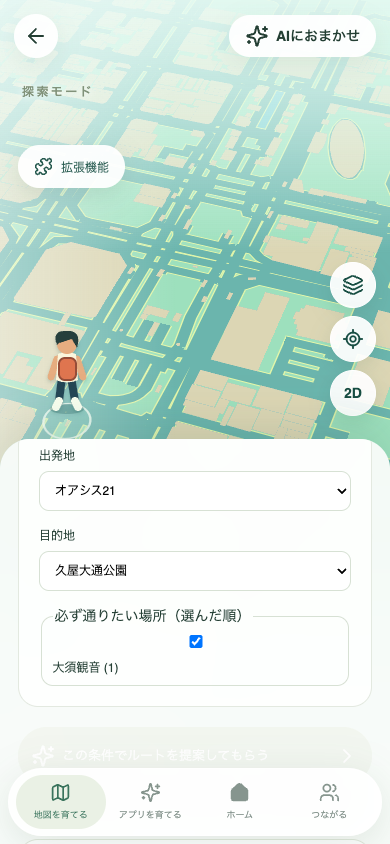 AIにおまかせ
探索モード
拡張機能
2D
出発地
オアシス21
目的地
久屋大通公園
必ず通りたい場所（選んだ順）
大須観音 (1)
この条件でルートを提案してもらう
地図を育てる
アプリを育てる
ホーム
つながる